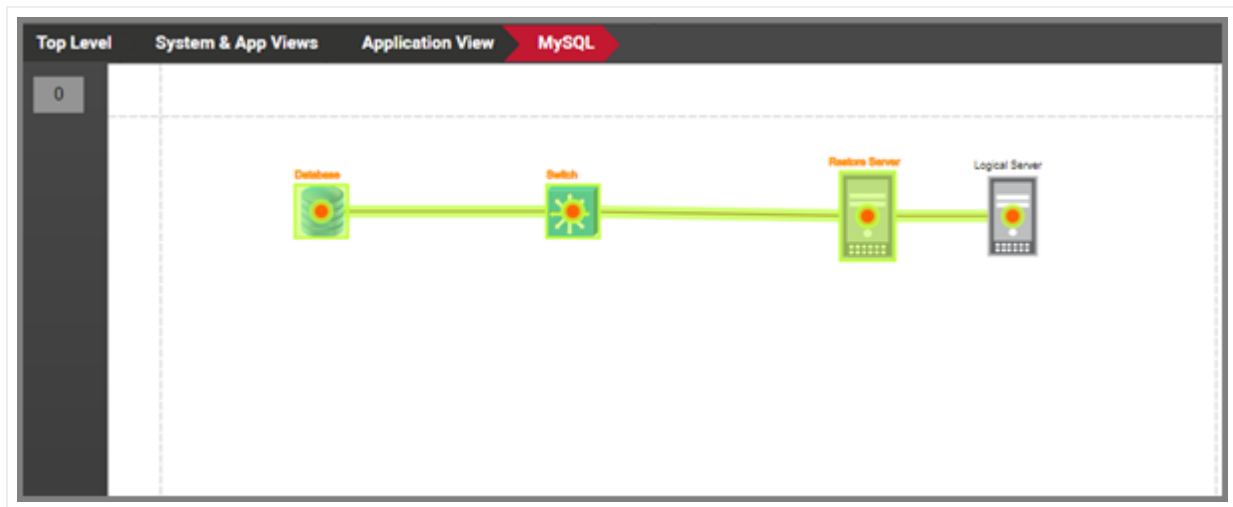 Top Level System & App Views Application View MySQL
0
Database Switch Restore Server Logical Server